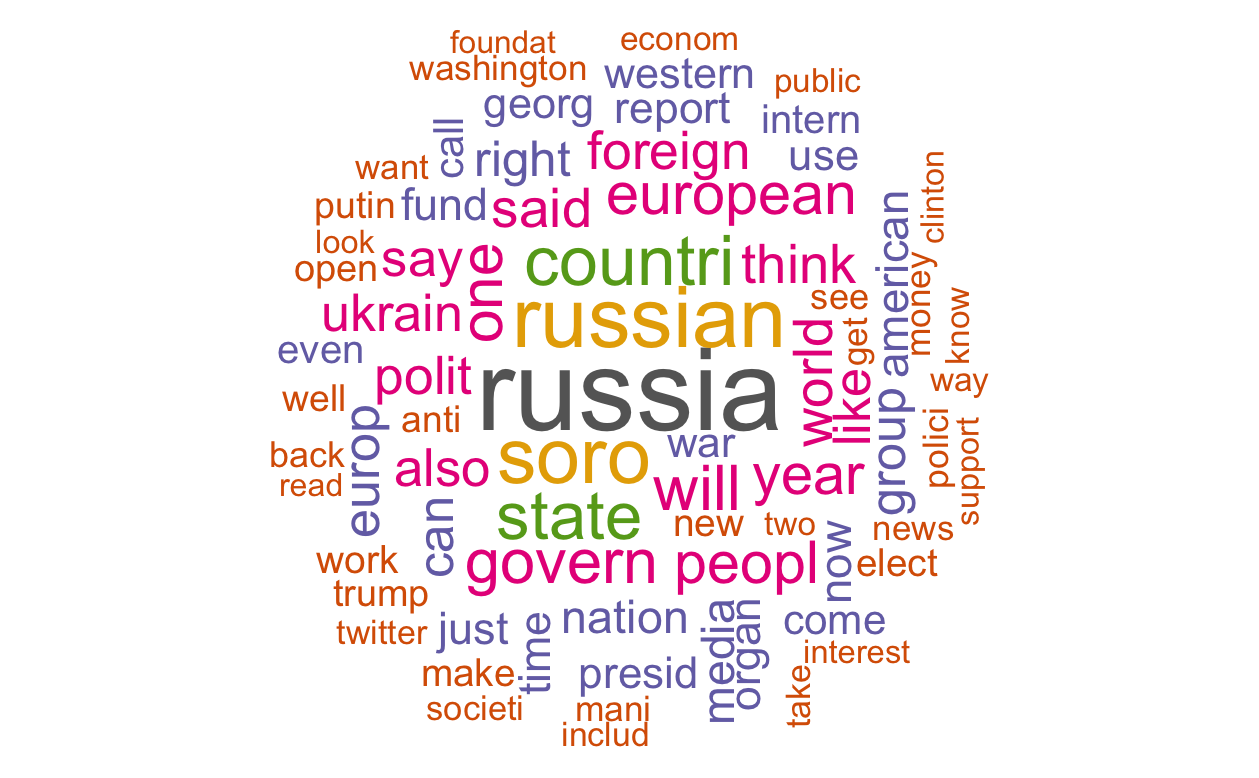 foundat
econom
washington
western
public
georg
report
intern
call
right
foreign
use
want
putin
fund
said
european
clinton
look
open
say
one
countri
think
american
money
ukrain
russian
see
get
know
world
even
polit
russia
like
way
well
anti
europ
soro
war
group
polici
support
back
read
also
will
year
can
state
new
two
now
news
work
govern
peopl
elect
trump
twitter
just
time
nation
media
organ
come
interest
make
presid
take
societi
mani
includ